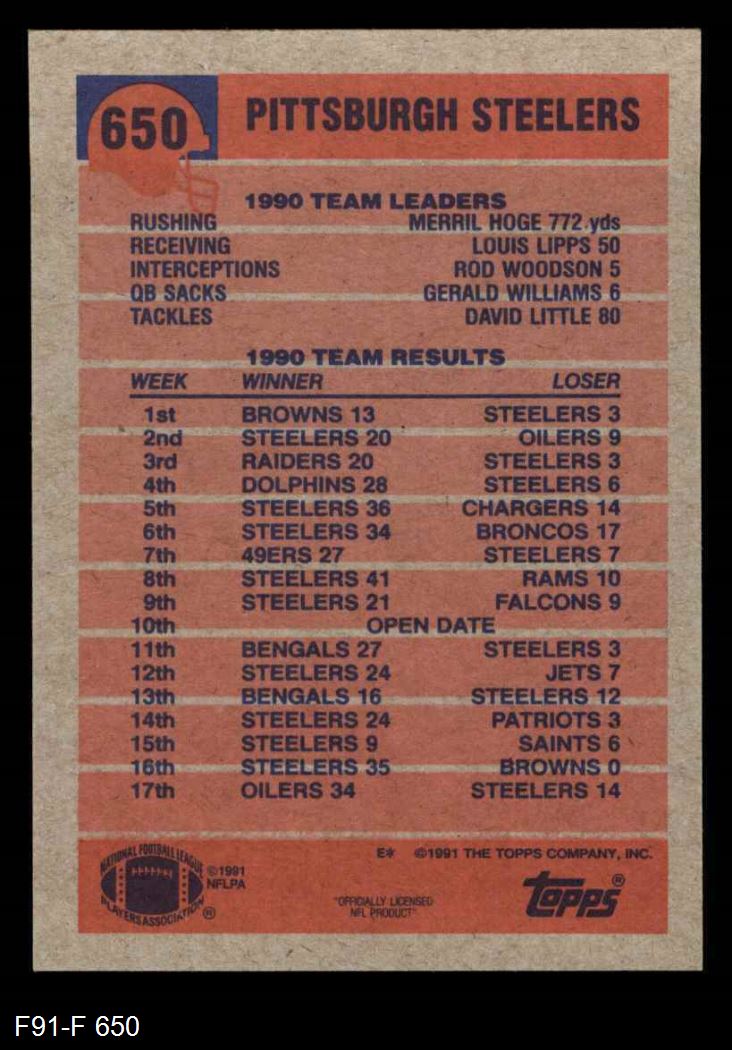 650
PITTSBURGH STEELERS
1990 TEAM LEADERS
RUSHING MERRIL HOGE 772 yds
RECEIVING LOUIS LIPPS 50
INTERCEPTIONS ROD WOODSON 5
QB SACKS GERALD WILLIAMS 6
TACKLES DAVID LITTLE 80
1990 TEAM RESULTS
WEEK WINNER LOSER
1st BROWNS 13 STEELERS 3
2nd STEELERS 20 OILERS 9
3rd RAIDERS 20 STEELERS 3
4th DOLPHINS 28 STEELERS 6
5th STEELERS 36 CHARGERS 14
6th STEELERS 34 BRONCOS 17
7th 49ERS 27 STEELERS 7
8th STEELERS 41 RAMS 10
9th STEELERS 21 FALCONS 9
10th OPEN DATE
11th BENGALS 27 STEELERS 3
12th STEELERS 24 JETS 7
13th BENGALS 16 STEELERS 12
14th STEELERS 24 PATRIOTS 3
15th STEELERS 9 SAINTS 6
16th STEELERS 35 BROWNS 0
17th OILERS 34 STEELERS 14
NATIONAL FOOTBALL LEAGUE
PLAYERS ASSOCIATION ®
©1991
NFLPA
E* ©1991 THE TOPPS COMPANY, INC.
"OFFICIALLY LICENSED
NFL PRODUCT"
Topps®
F91-F 650